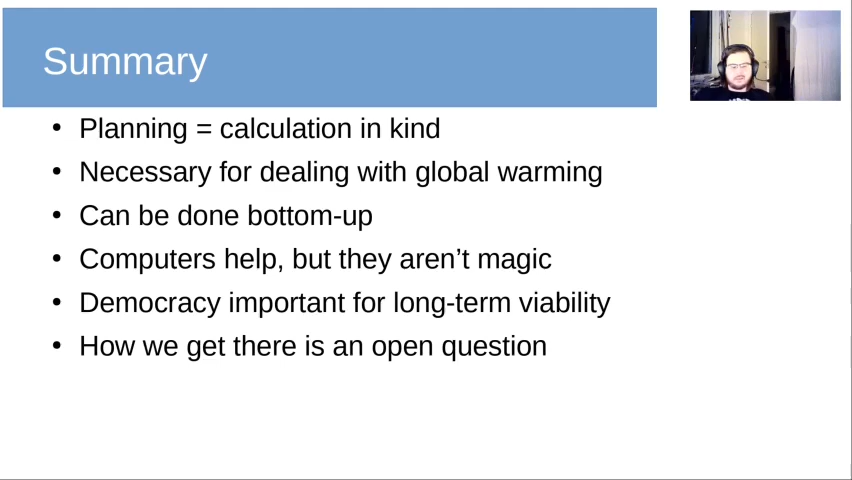 Summary
• Planning = calculation in kind
• Necessary for dealing with global warming
• Can be done bottom-up
• Computers help, but they aren’t magic
• Democracy important for long-term viability
• How we get there is an open question